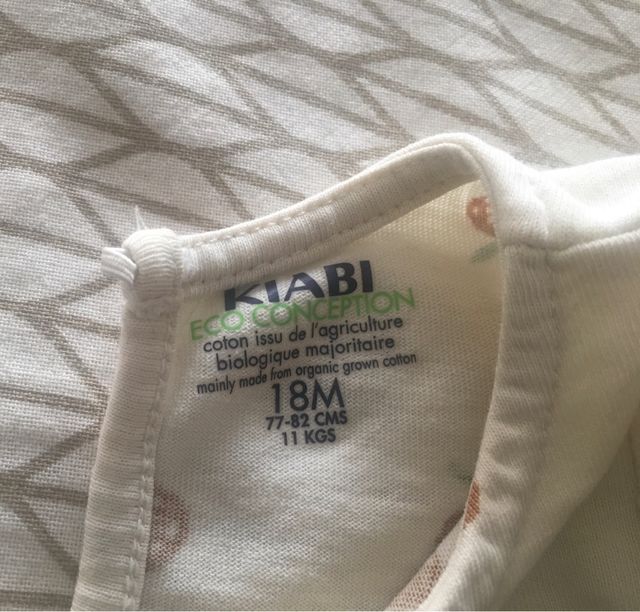 KIABI
ECO CONCEPTION
coton issu de l'agriculture
biologique majoritaire
mainly made from organic grown cotton
18M
77-82 CMS
11 KGS